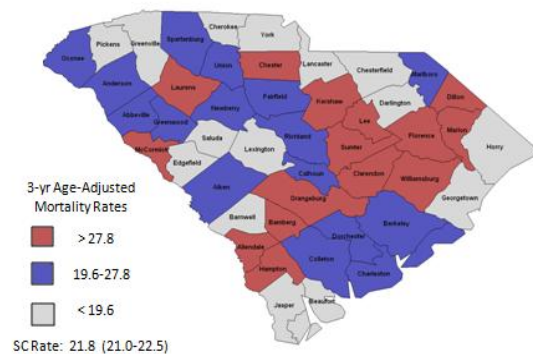 Cherokee
Spartanburg
York
Greenville
Pickens
Oconee
Union
Chester
Lancaster
Chesterfield
Marlboro
Anderson
Laurens
Dillon
Fairfield
Kershaw
Darlington
Newberry
Lee
Marion
Abbeville
Greenwood
Florence
Saluda
Richland
Sumter
Horry
McCormick
Lexington
Edgefield
Calhoun
Clarendon
Williamsburg
Aiken
Orangeburg
Georgetown
Barnwell
Bamberg
Berkeley
Dorchester
Allendale
Colleton
Hampton
Charleston
Jasper
Beaufort
3-yr Age-Adjusted
Mortality Rates
>27.8
19.6-27.8
<19.6
SC Rate: 21.8 (21.0-22.5)